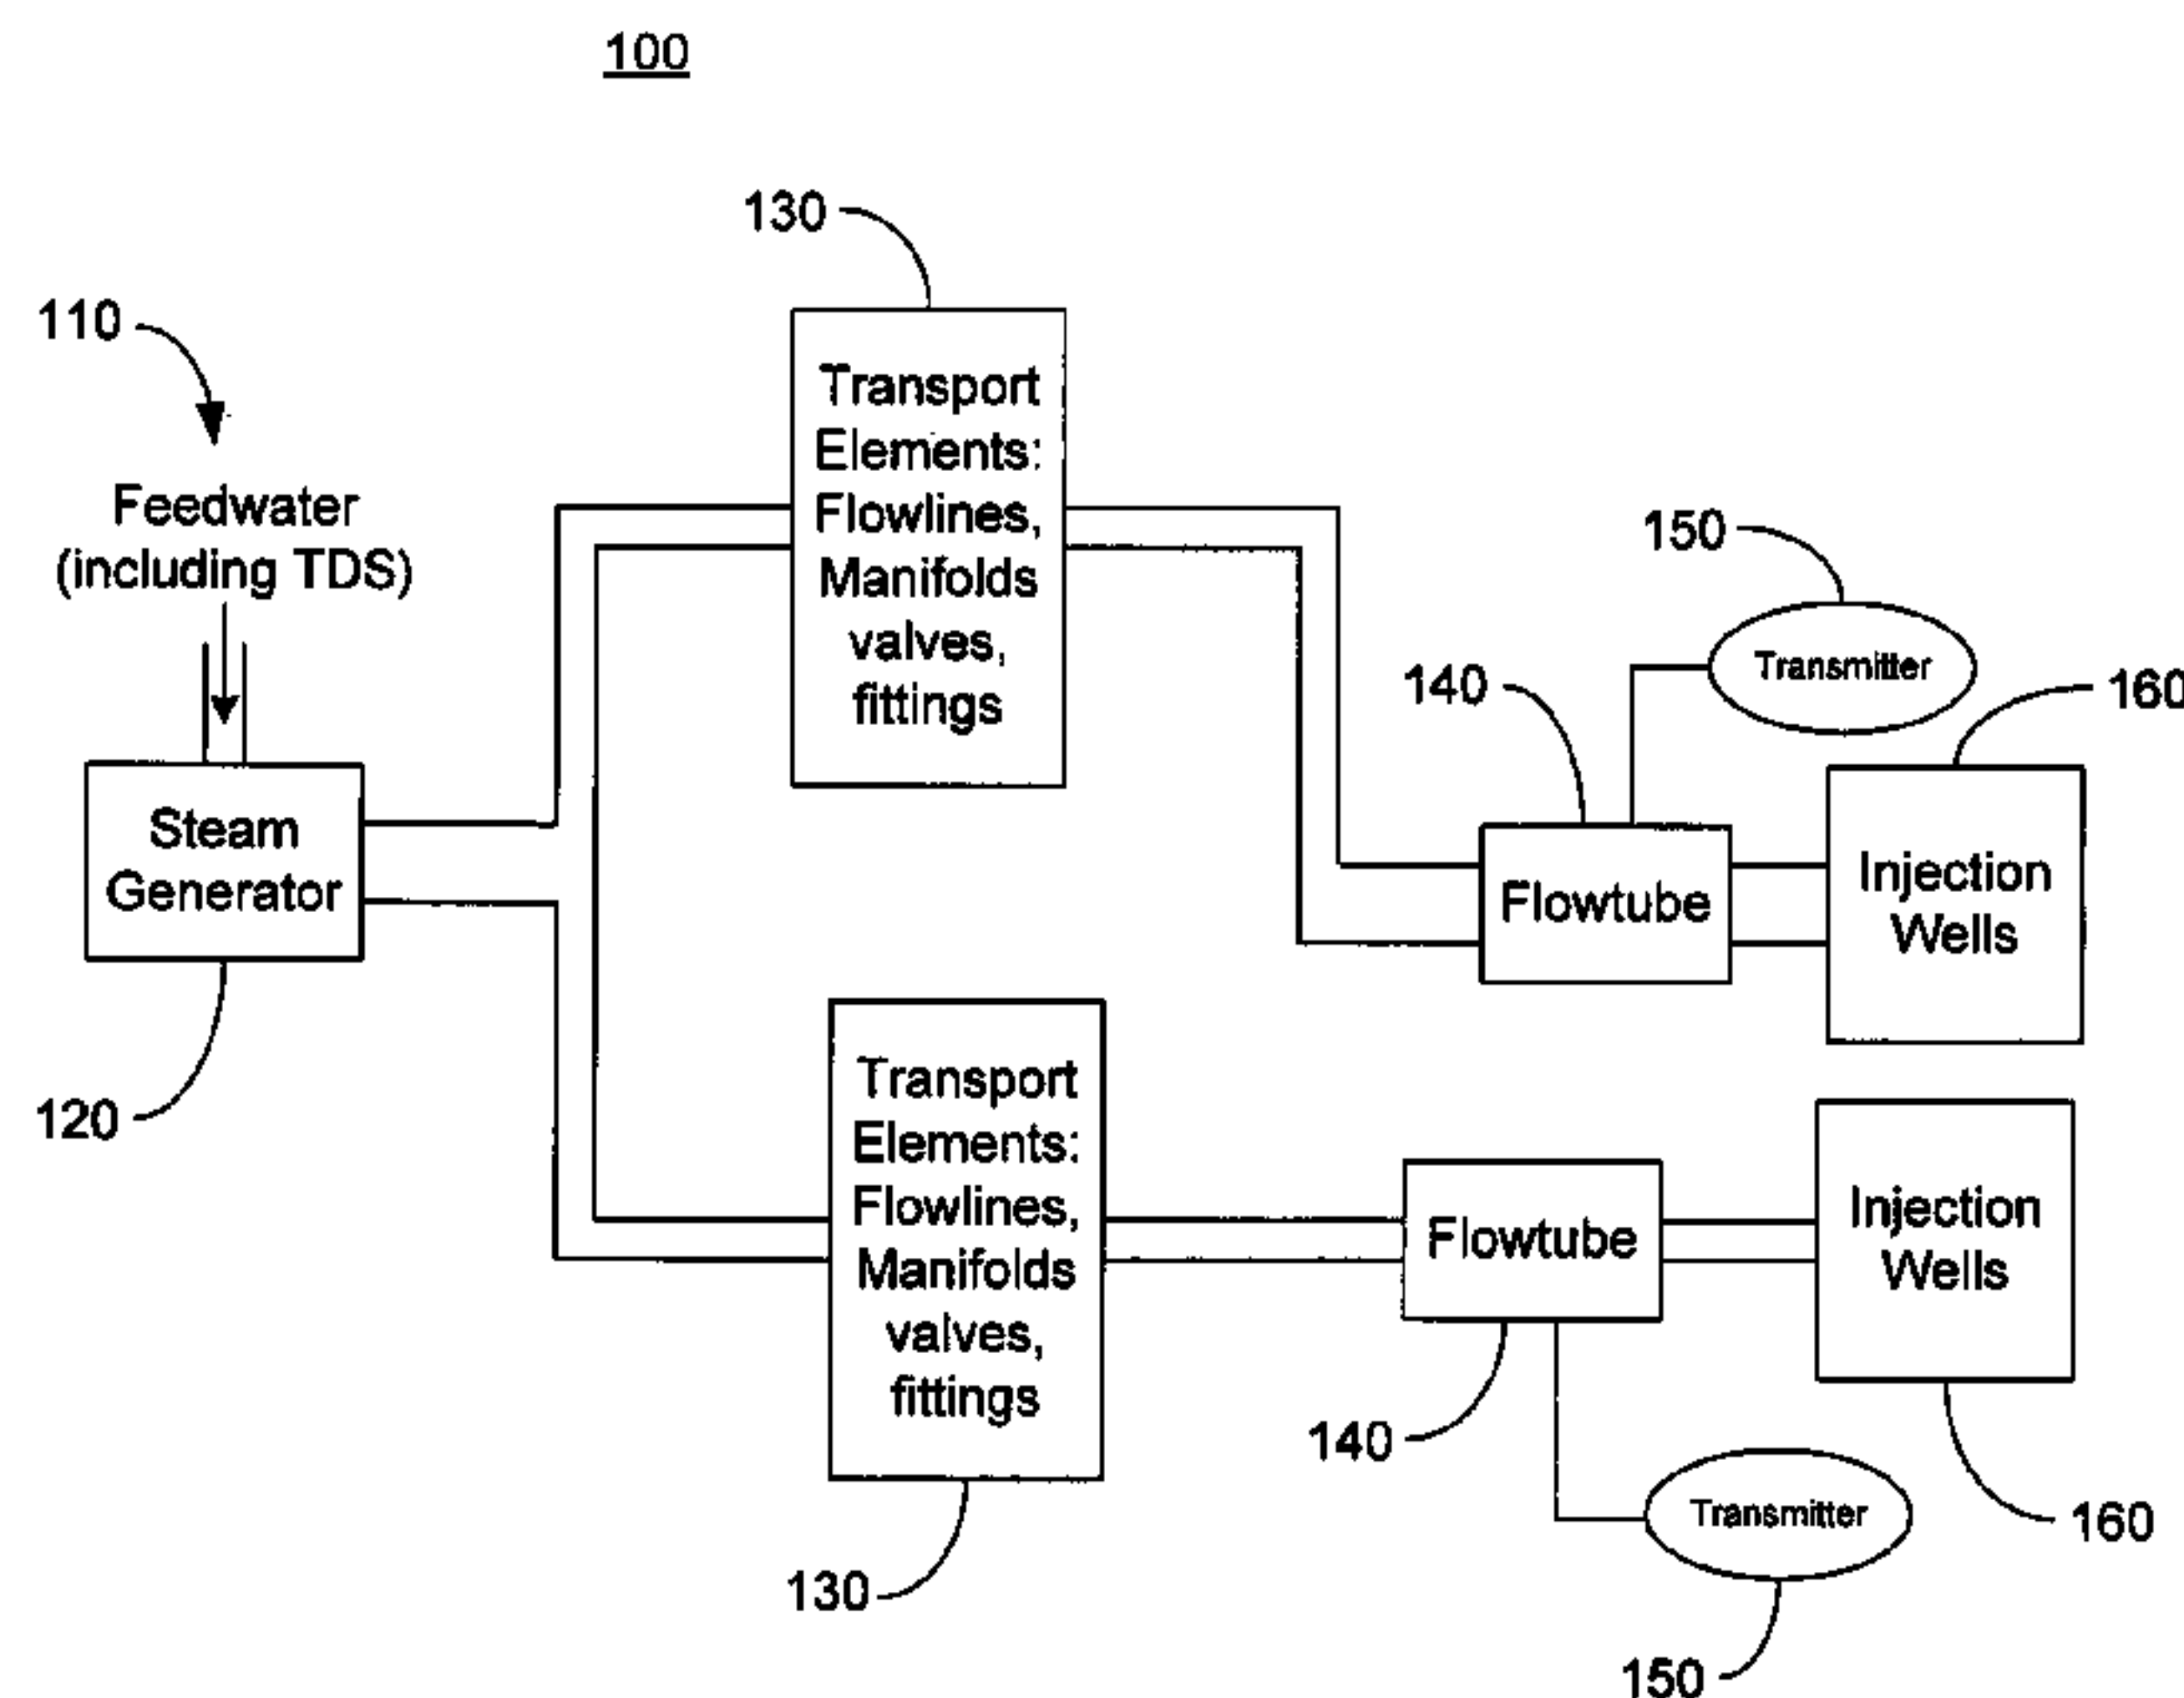 100
130
110
Transport
Elements:
Flowlines,
Manifolds
valves,
fittings
Feedwater
(including TDS)
150
Transmitter
140
160
Steam
Generator
Flowtube
Injection
Wells
120
Transport
Elements:
Flowlines,
Manifolds
valves,
fittings
Flowtube
Injection
Wells
140
Transmitter
160
130
150